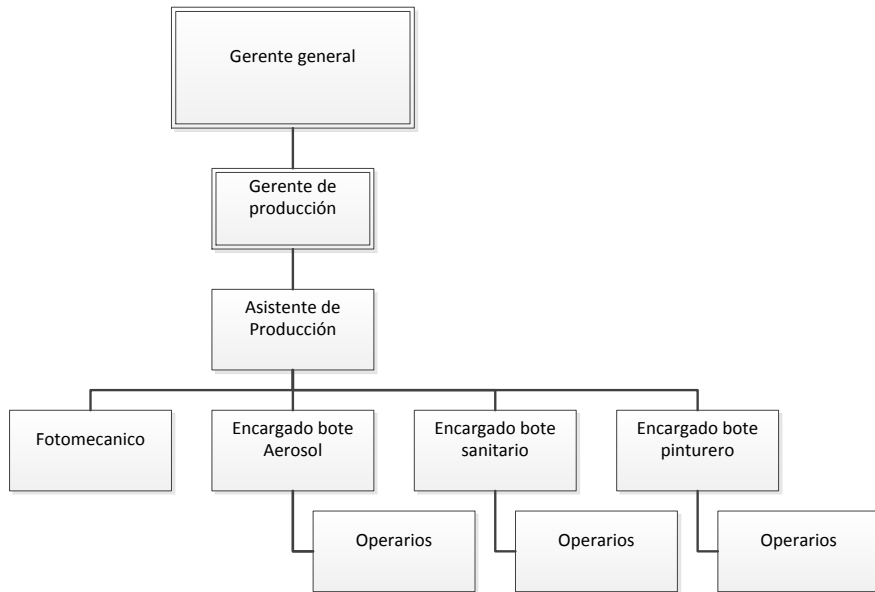 Gerente general
Gerente de
producción
Asistente de
Producción
Fotomecanico
Encargado bote
Aerosol
Encargado bote
sanitario
Encargado bote
pinturero
Operarios
Operarios
Operarios